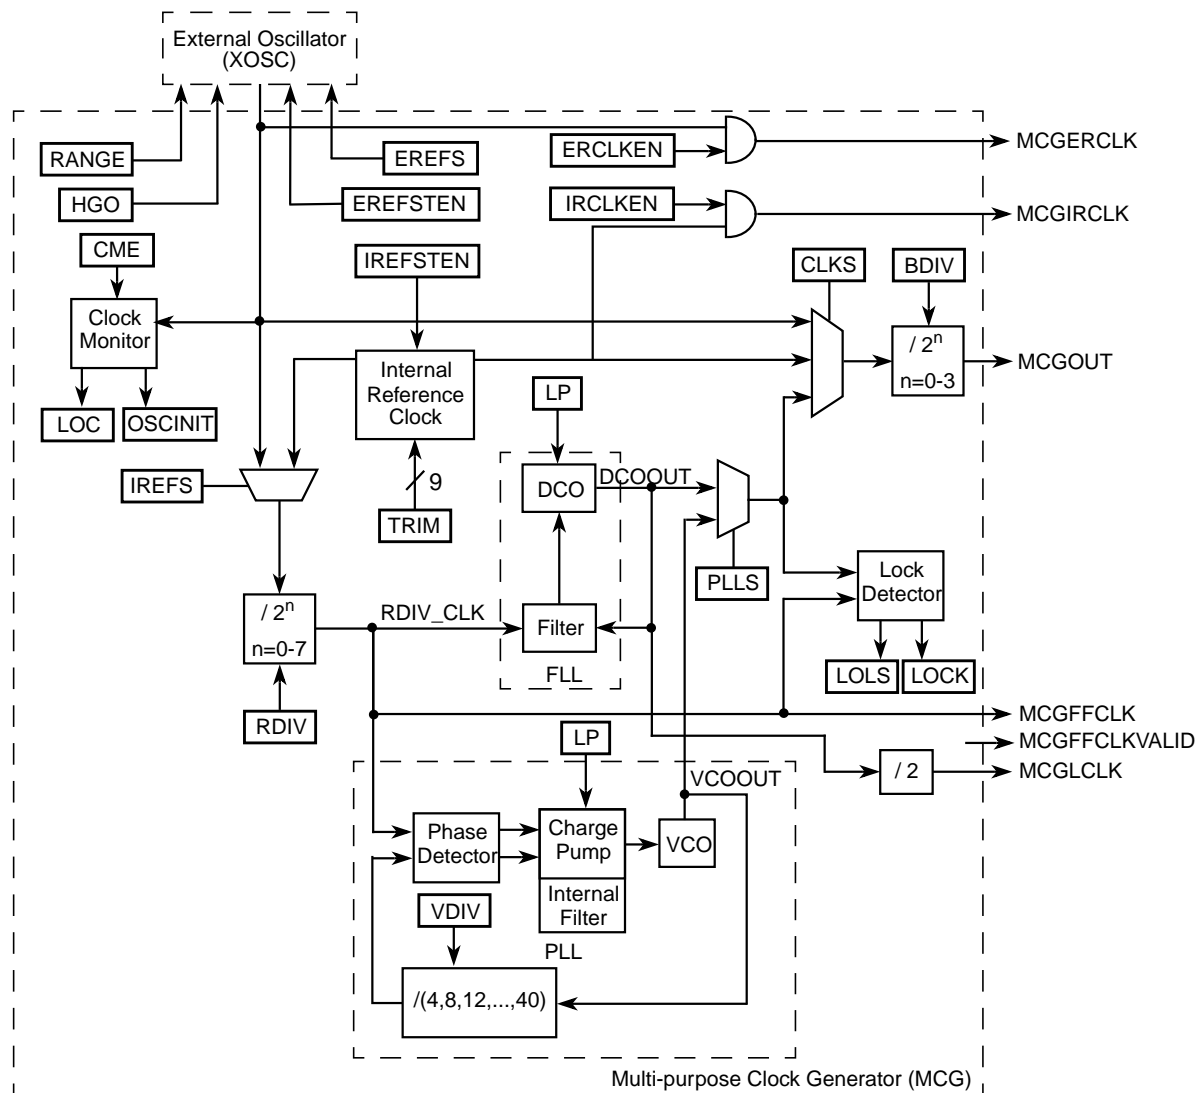 External Oscillator
(XOSC)
RANGE
EREFS
ERCLKEN
MCGERCLK
HGO
EREFSTEN
IRCLKEN
MCGIRCLK
CME
IREFSTEN
CLKS
BDIV
Clock
Monitor
LOC
OSCINIT
Internal
Reference
Clock
/ 2n
n=0-3
MCGOUT
LP
IREFS
9
TRIM
DCO
DCOOUT
PLLS
Lock
Detector
/ 2n
n=0-7
RDIV_CLK
Filter
FLL
LOLS
LOCK
RDIV
MCGFFCLK
MCGFFCLKVALID
LP
/ 2
MCGLCLK
VCOOUT
Phase
Detector
Charge
Pump
VCO
Internal
Filter
VDIV
PLL
/(4,8,12,...,40)
Multi-purpose Clock Generator (MCG)